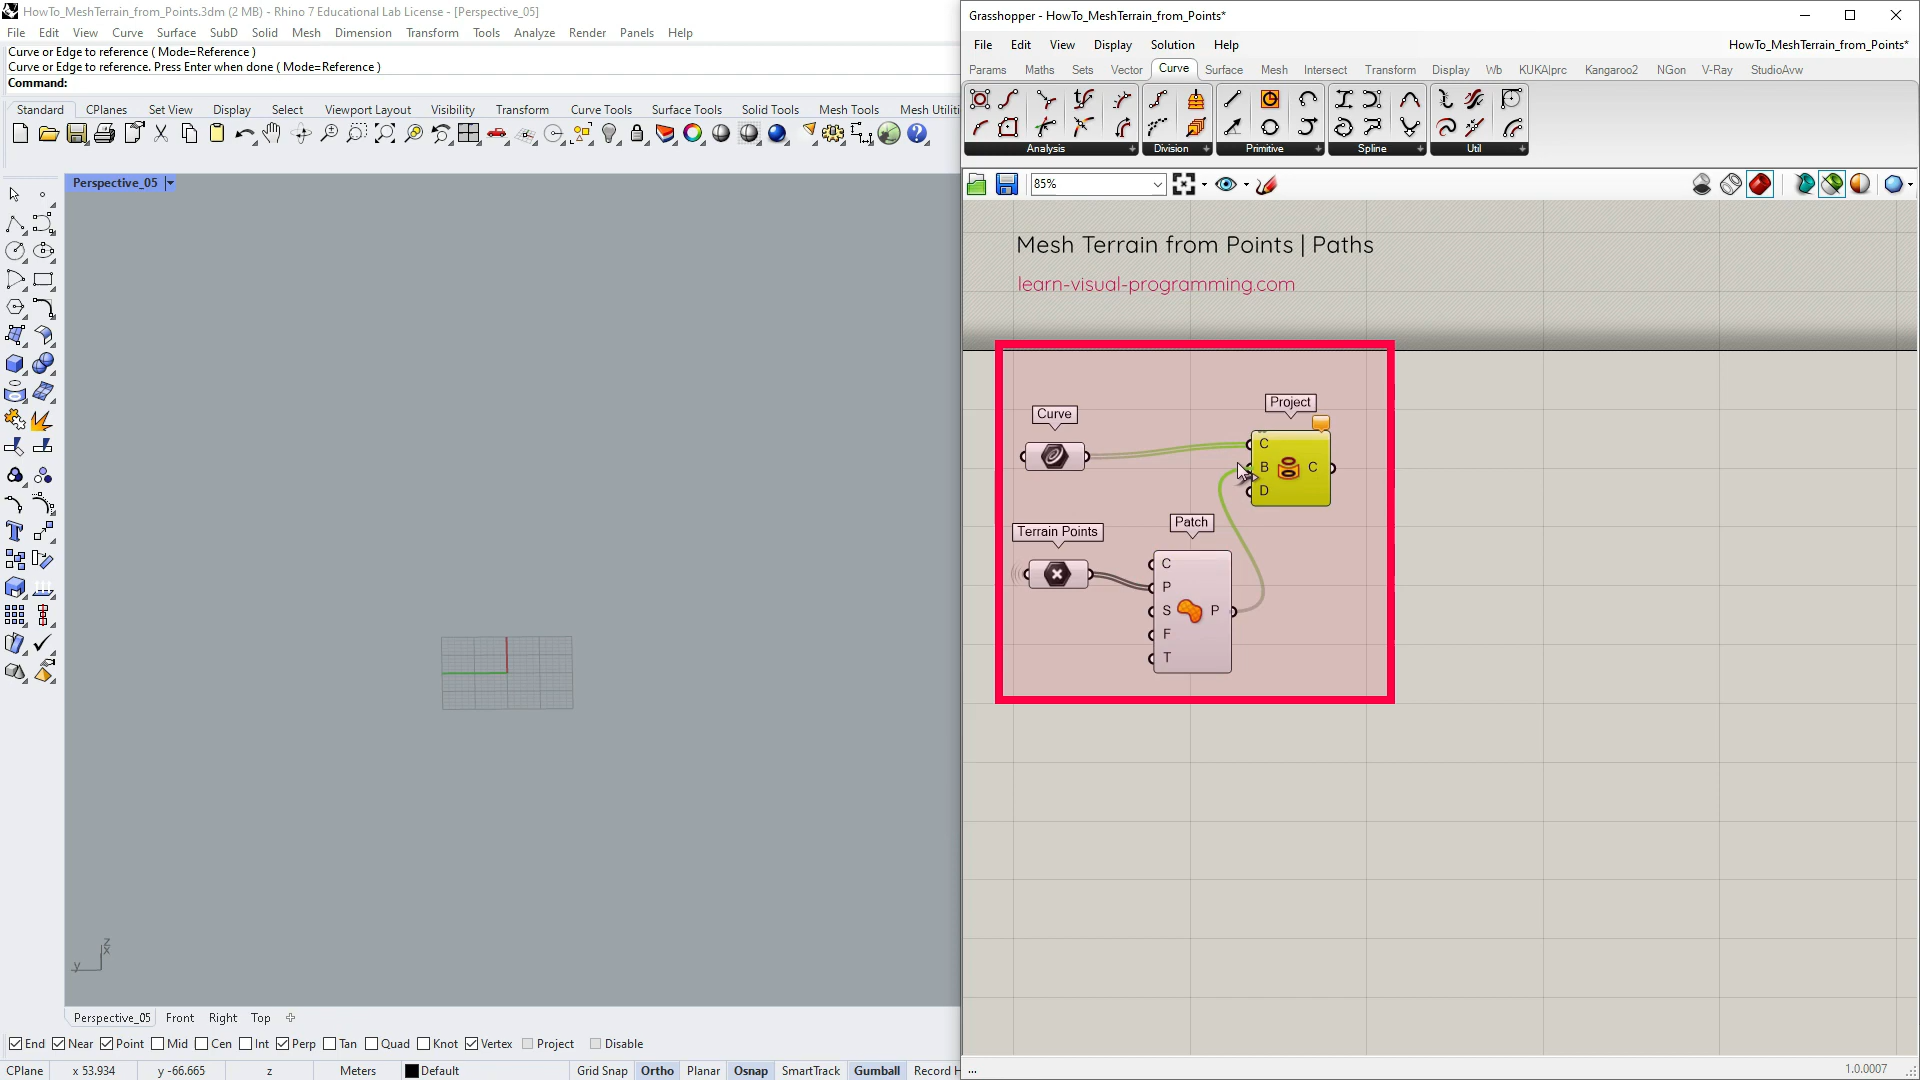 HowTo_MeshTerrain_from_Points.3dm (2 MB) - Rhino 7 Educational Lab License - [Perspective_05]
File Edit View Curve Surface SubD Solid Mesh Dimension Transform Tools Analyze Render Panels Help
Curve or Edge to reference ( Mode=Reference )
Curve or Edge to reference. Press Enter when done ( Mode=Reference )
Command:
Standard CPlanes Set View Display Select Viewport Layout Visibility Transform Curve Tools Surface Tools Solid Tools Mesh Tools Mesh Utiliti
Perspective_05
z
x
y
Perspective_05 Front Right Top
End Near Point Mid Cen Int Perp Tan Quad Knot Vertex Project Disable
CPlane x 53.934 y -66.665 z Meters Default Grid Snap Ortho Planar Osnap SmartTrack Gumball Record H
Grasshopper - HowTo_MeshTerrain_from_Points*
File Edit View Display Solution Help HowTo_MeshTerrain_from_Points*
Params Maths Sets Vector Curve Surface Mesh Intersect Transform Display Wb KUKA|prc Kangaroo2 NGon V-Ray StudioAvw
Analysis Division Primitive Spline Util
85%
Mesh Terrain from Points | Paths
learn-visual-programming.com
Project
Curve
C
B C
D
Patch
Terrain Points
C
P
S P
F
T
... 1.0.0007